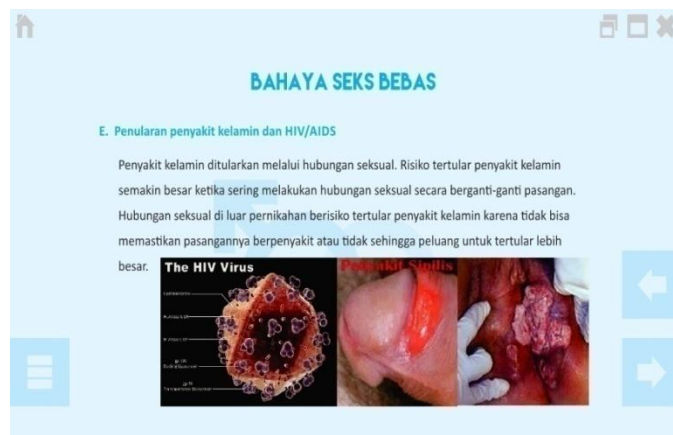 BAHAYA SEKS BEBAS
E. Penularan penyakit kelamin dan HIV/AIDS
Penyakit kelamin ditularkan melalui hubungan seksual. Risiko tertular penyakit kelamin
semakin besar ketika sering melakukan hubungan seksual secara berganti-ganti pasangan.
Hubungan seksual di luar pernikahan berisiko tertular penyakit kelamin karena tidak bisa
memastikan pasangannya berpenyakit atau tidak sehingga peluang untuk tertular lebih
besar.
The HIV Virus
Penyakit Sipilis